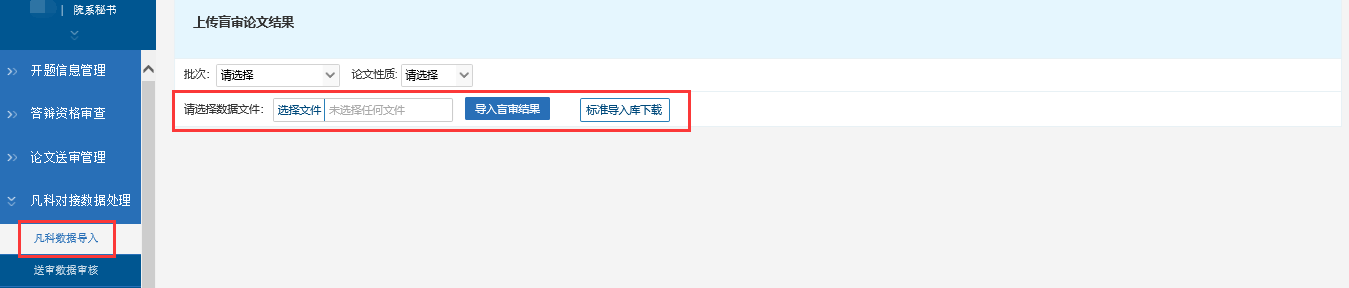 | 院系秘书
上传盲审论文结果
开题信息管理
批次： 请选择 论文性质: 请选择
答辩资格审查
请选择数据文件： 选择文件 未选择任何文件 导入盲审结果 标准导入库下载
论文送审管理
凡科对接数据处理
凡科数据导入
送审数据审核